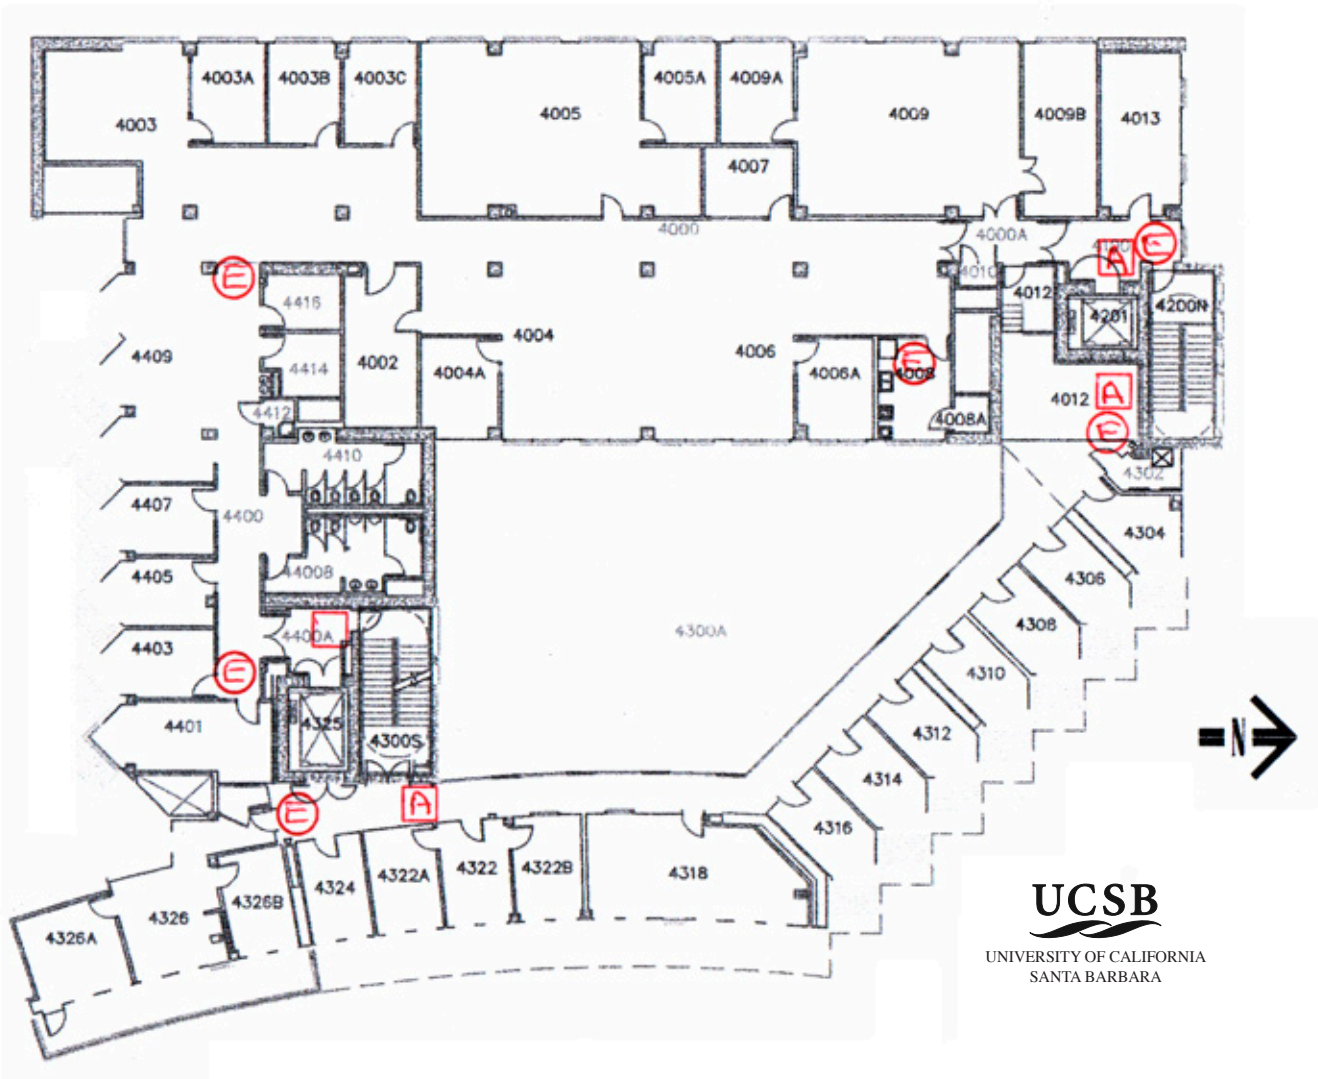 4003A 4003B 4003C 4005A 4009A
4003 4005 4009 4009B 4013
4007
4000 4000A
E A E
4010
4416 4012 4201 4200N
4409 4002 4004 4006
4414 4004A 4006A E 4008
4412 4008A 4012 A
E
4410 4302
4407 4400 4304
4405 4400B 4306
4403 4400A 4300A 4308
E 4310
4401 4325 4300S 4312
N
4314
E A 4316
4324 4322A 4322 4322B 4318
4326A 4326 4326B
UCSB
UNIVERSITY OF CALIFORNIA
SANTA BARBARA